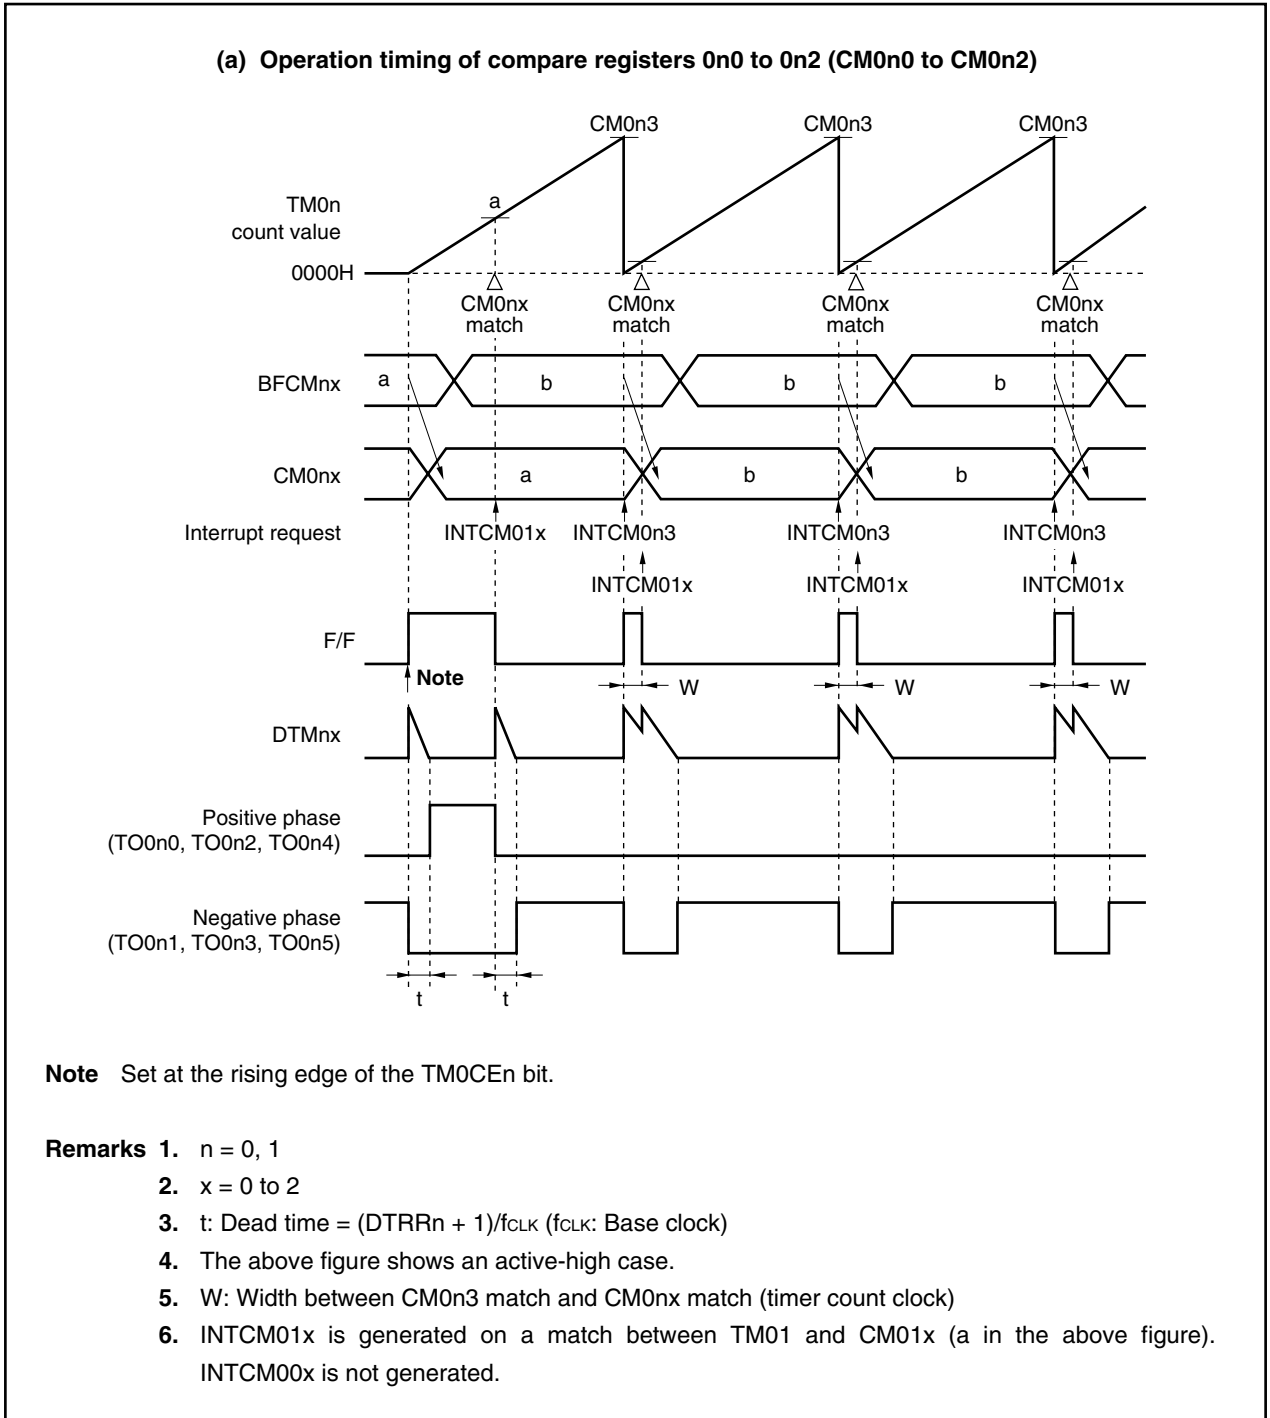 (a) Operation timing of compare registers 0n0 to 0n2 (CM0n0 to CM0n2)
CM0n3 CM0n3 CM0n3
TM0n
count value
a
0000H
CM0nx
match
CM0nx
match
CM0nx
match
CM0nx
match
BFCMnx a b b b
CM0nx a b b
Interrupt request INTCM01x INTCM0n3 INTCM0n3 INTCM0n3
INTCM01x INTCM01x INTCM01x
F/F
Note
W W W
DTMnx
Positive phase
(TO0n0, TO0n2, TO0n4)
Negative phase
(TO0n1, TO0n3, TO0n5)
t t
Note Set at the rising edge of the TM0CEn bit.
Remarks 1. n = 0, 1
2. x = 0 to 2
3. t: Dead time = (DTRRn + 1)/fCLK (fCLK: Base clock)
4. The above figure shows an active-high case.
5. W: Width between CM0n3 match and CM0nx match (timer count clock)
6. INTCM01x is generated on a match between TM01 and CM01x (a in the above figure).
INTCM00x is not generated.